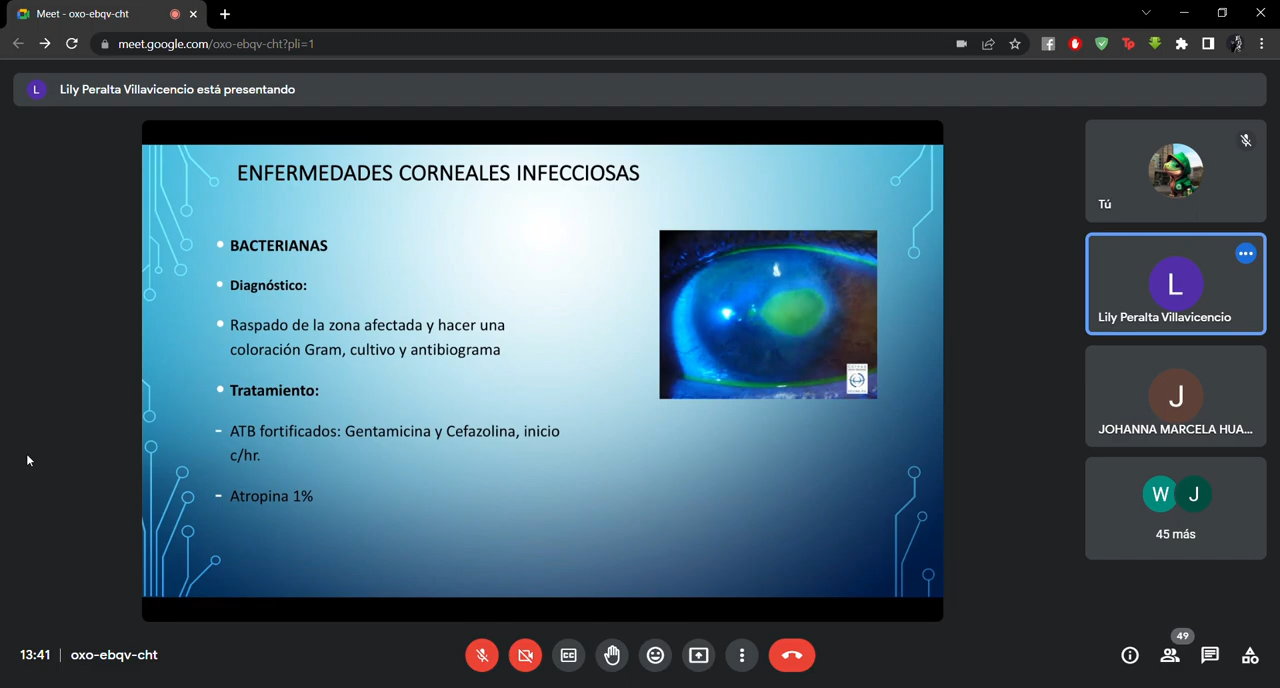 Meet - oxo-ebqv-cht
meet.google.com/oxo-ebqv-cht?pli=1
L
Lily Peralta Villavicencio está presentando
ENFERMEDADES CORNEALES INFECCIOSAS
BACTERIANAS
Diagnóstico:
Raspado de la zona afectada y hacer una
coloración Gram, cultivo y antibiograma
Tratamiento:
- ATB fortificados: Gentamicina y Cefazolina, inicio
c/hr.
- Atropina 1%
Tú
L
Lily Peralta Villavicencio
J
JOHANNA MARCELA HUA...
W J
45 más
13:41 | oxo-ebqv-cht
49